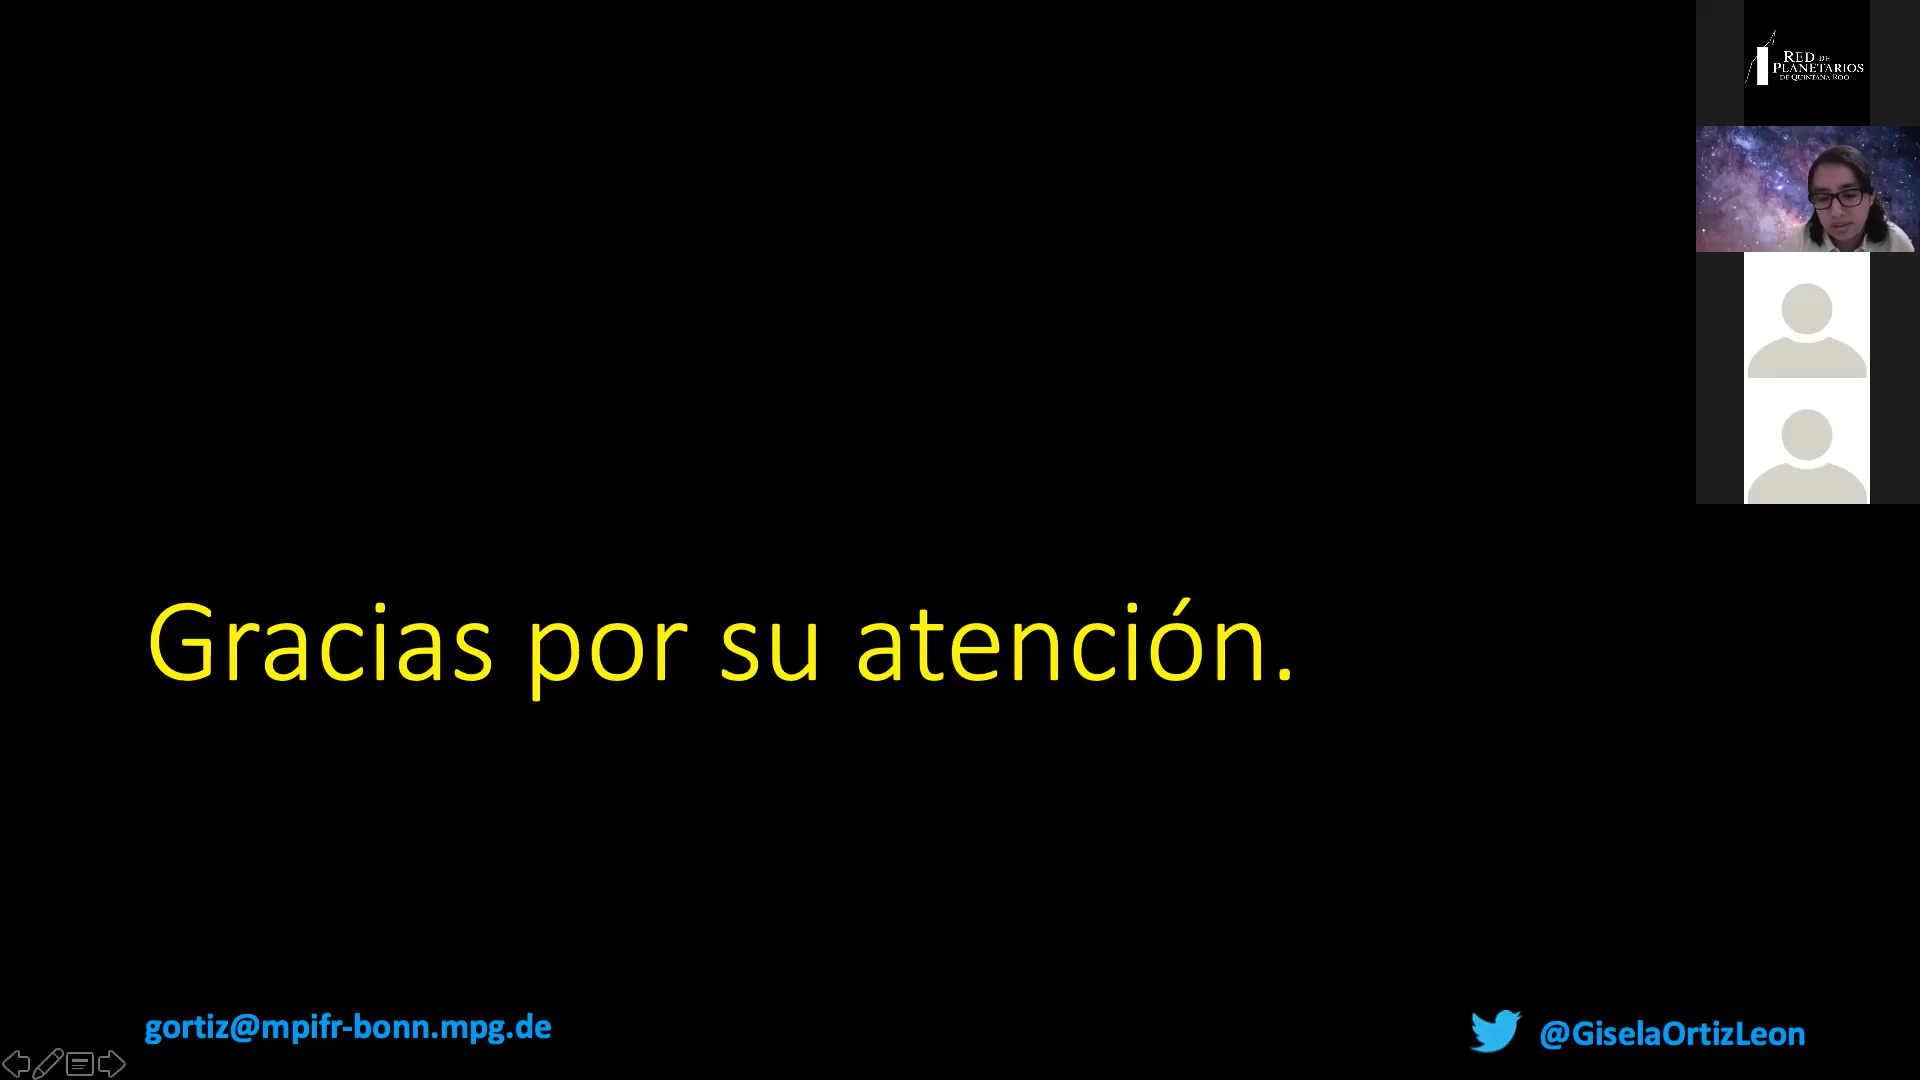 RED DE
PLANETARIOS
DE QUINTANA ROO
Gracias por su atención.
gortiz@mpifr-bonn.mpg.de
@GiselaOrtizLeon